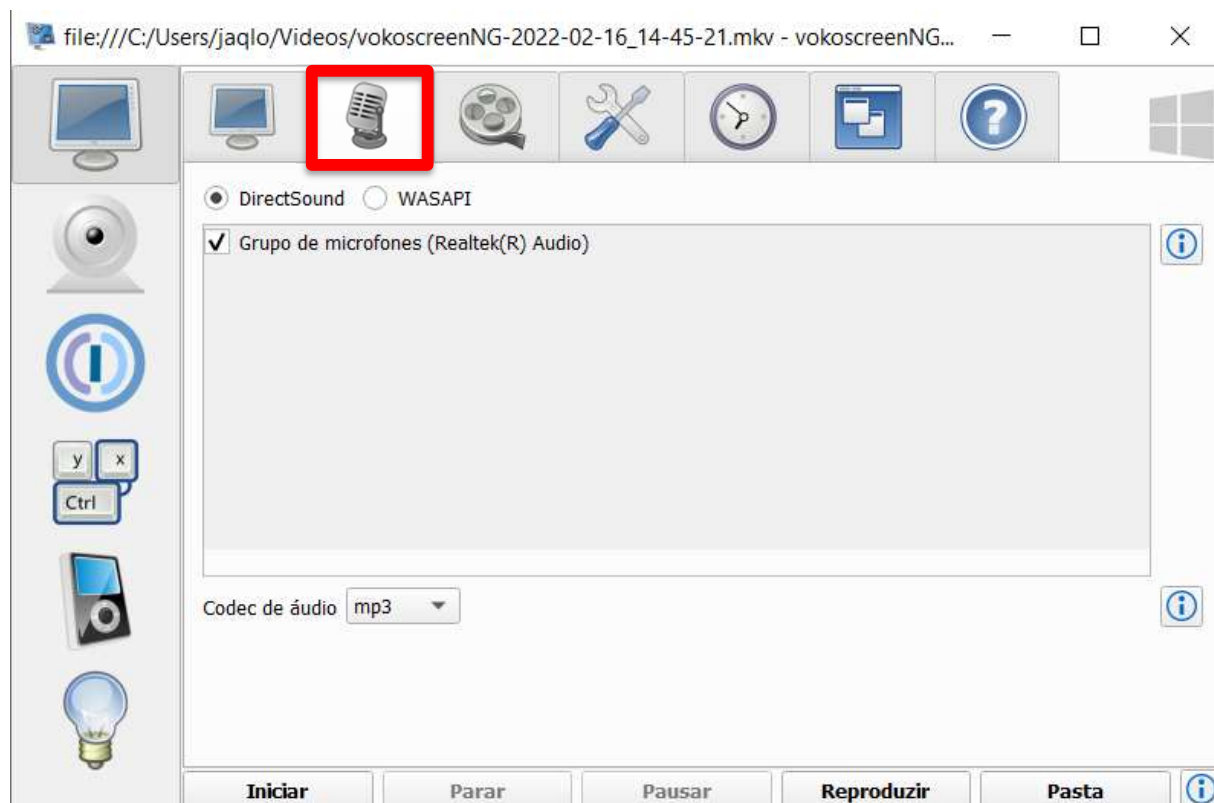 file:///C:/Users/jaqlo/Videos/vokoscreenNG-2022-02-16_14-45-21.mkv - vokoscreenNG...
DirectSound WASAPI
Grupo de microfones (Realtek(R) Audio)
y x
Ctrl
Codec de áudio mp3
Iniciar Parar Pausar Reproduzir Pasta